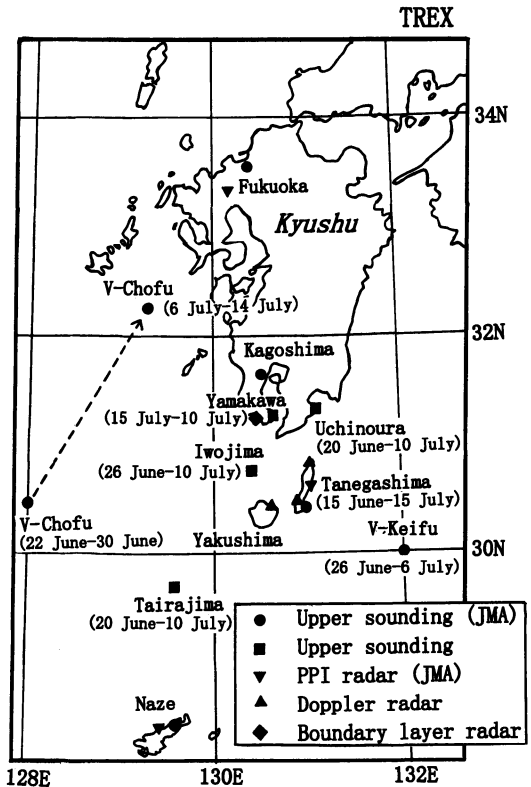 TREX
34N
Fukuoka
Kyushu
V-Chofu
(6 July-14 July)
32N
Kagoshima
Yamakawa
(15 July-10 July)
Uchinoura
(20 June-10 July)
Iwojima
(26 June-10 July)
Tanegashima
(15 June-15 July)
V-Chofu
(22 June-30 June)
Yakushima
V-Keifu
30N
(26 June-6 July)
Tairajima
(20 June-10 July)
Upper sounding (JMA)
Upper sounding
PPI radar (JMA)
Doppler radar
Boundary layer radar
Naze
128E
130E
132E